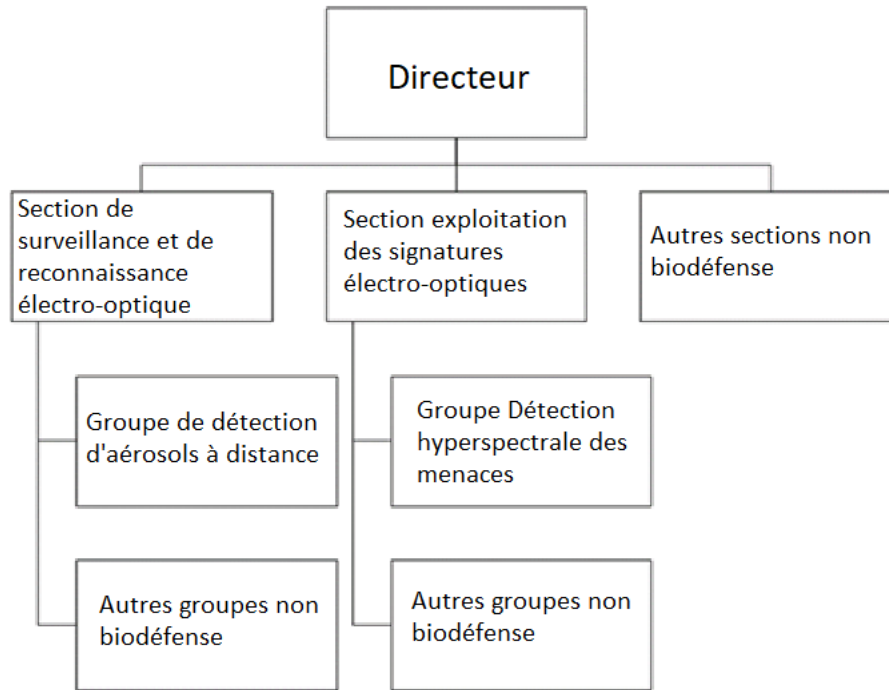 Directeur
Section de
surveillance et de
reconnaissance
électro-optique
Section exploitation
des signatures
électro-optiques
Autres sections non
biodéfense
Groupe de détection
d'aérosols à distance
Groupe Détection
hyperspectrale des
menaces
Autres groupes non
biodéfense
Autres groupes non
biodéfense